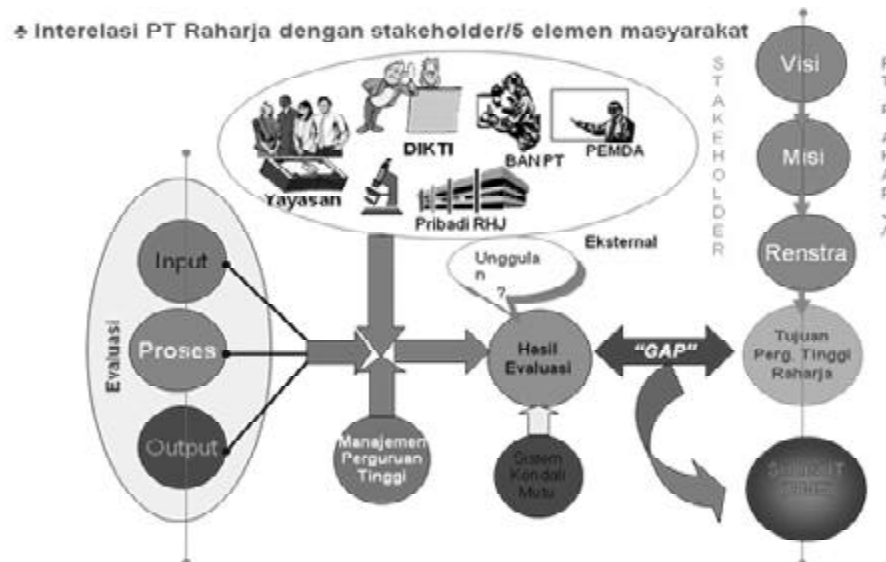 ♣ Interelasi PT Raharja dengan stakeholder/5 elemen masyarakat
DIKTI
BAN PT
PEMDA
Yayasan
Pribadi RHJ
Eksternal
STAKEHOLDER
Visi
Misi
Renstra
Tujuan
Perg. Tinggi
Raharja
Evaluasi
Input
Proses
Output
Unggula
n
?
Hasil
Evaluasi
"GAP"
Manajemen
Perguruan
Tinggi
Sistem
Kendali
Mutu